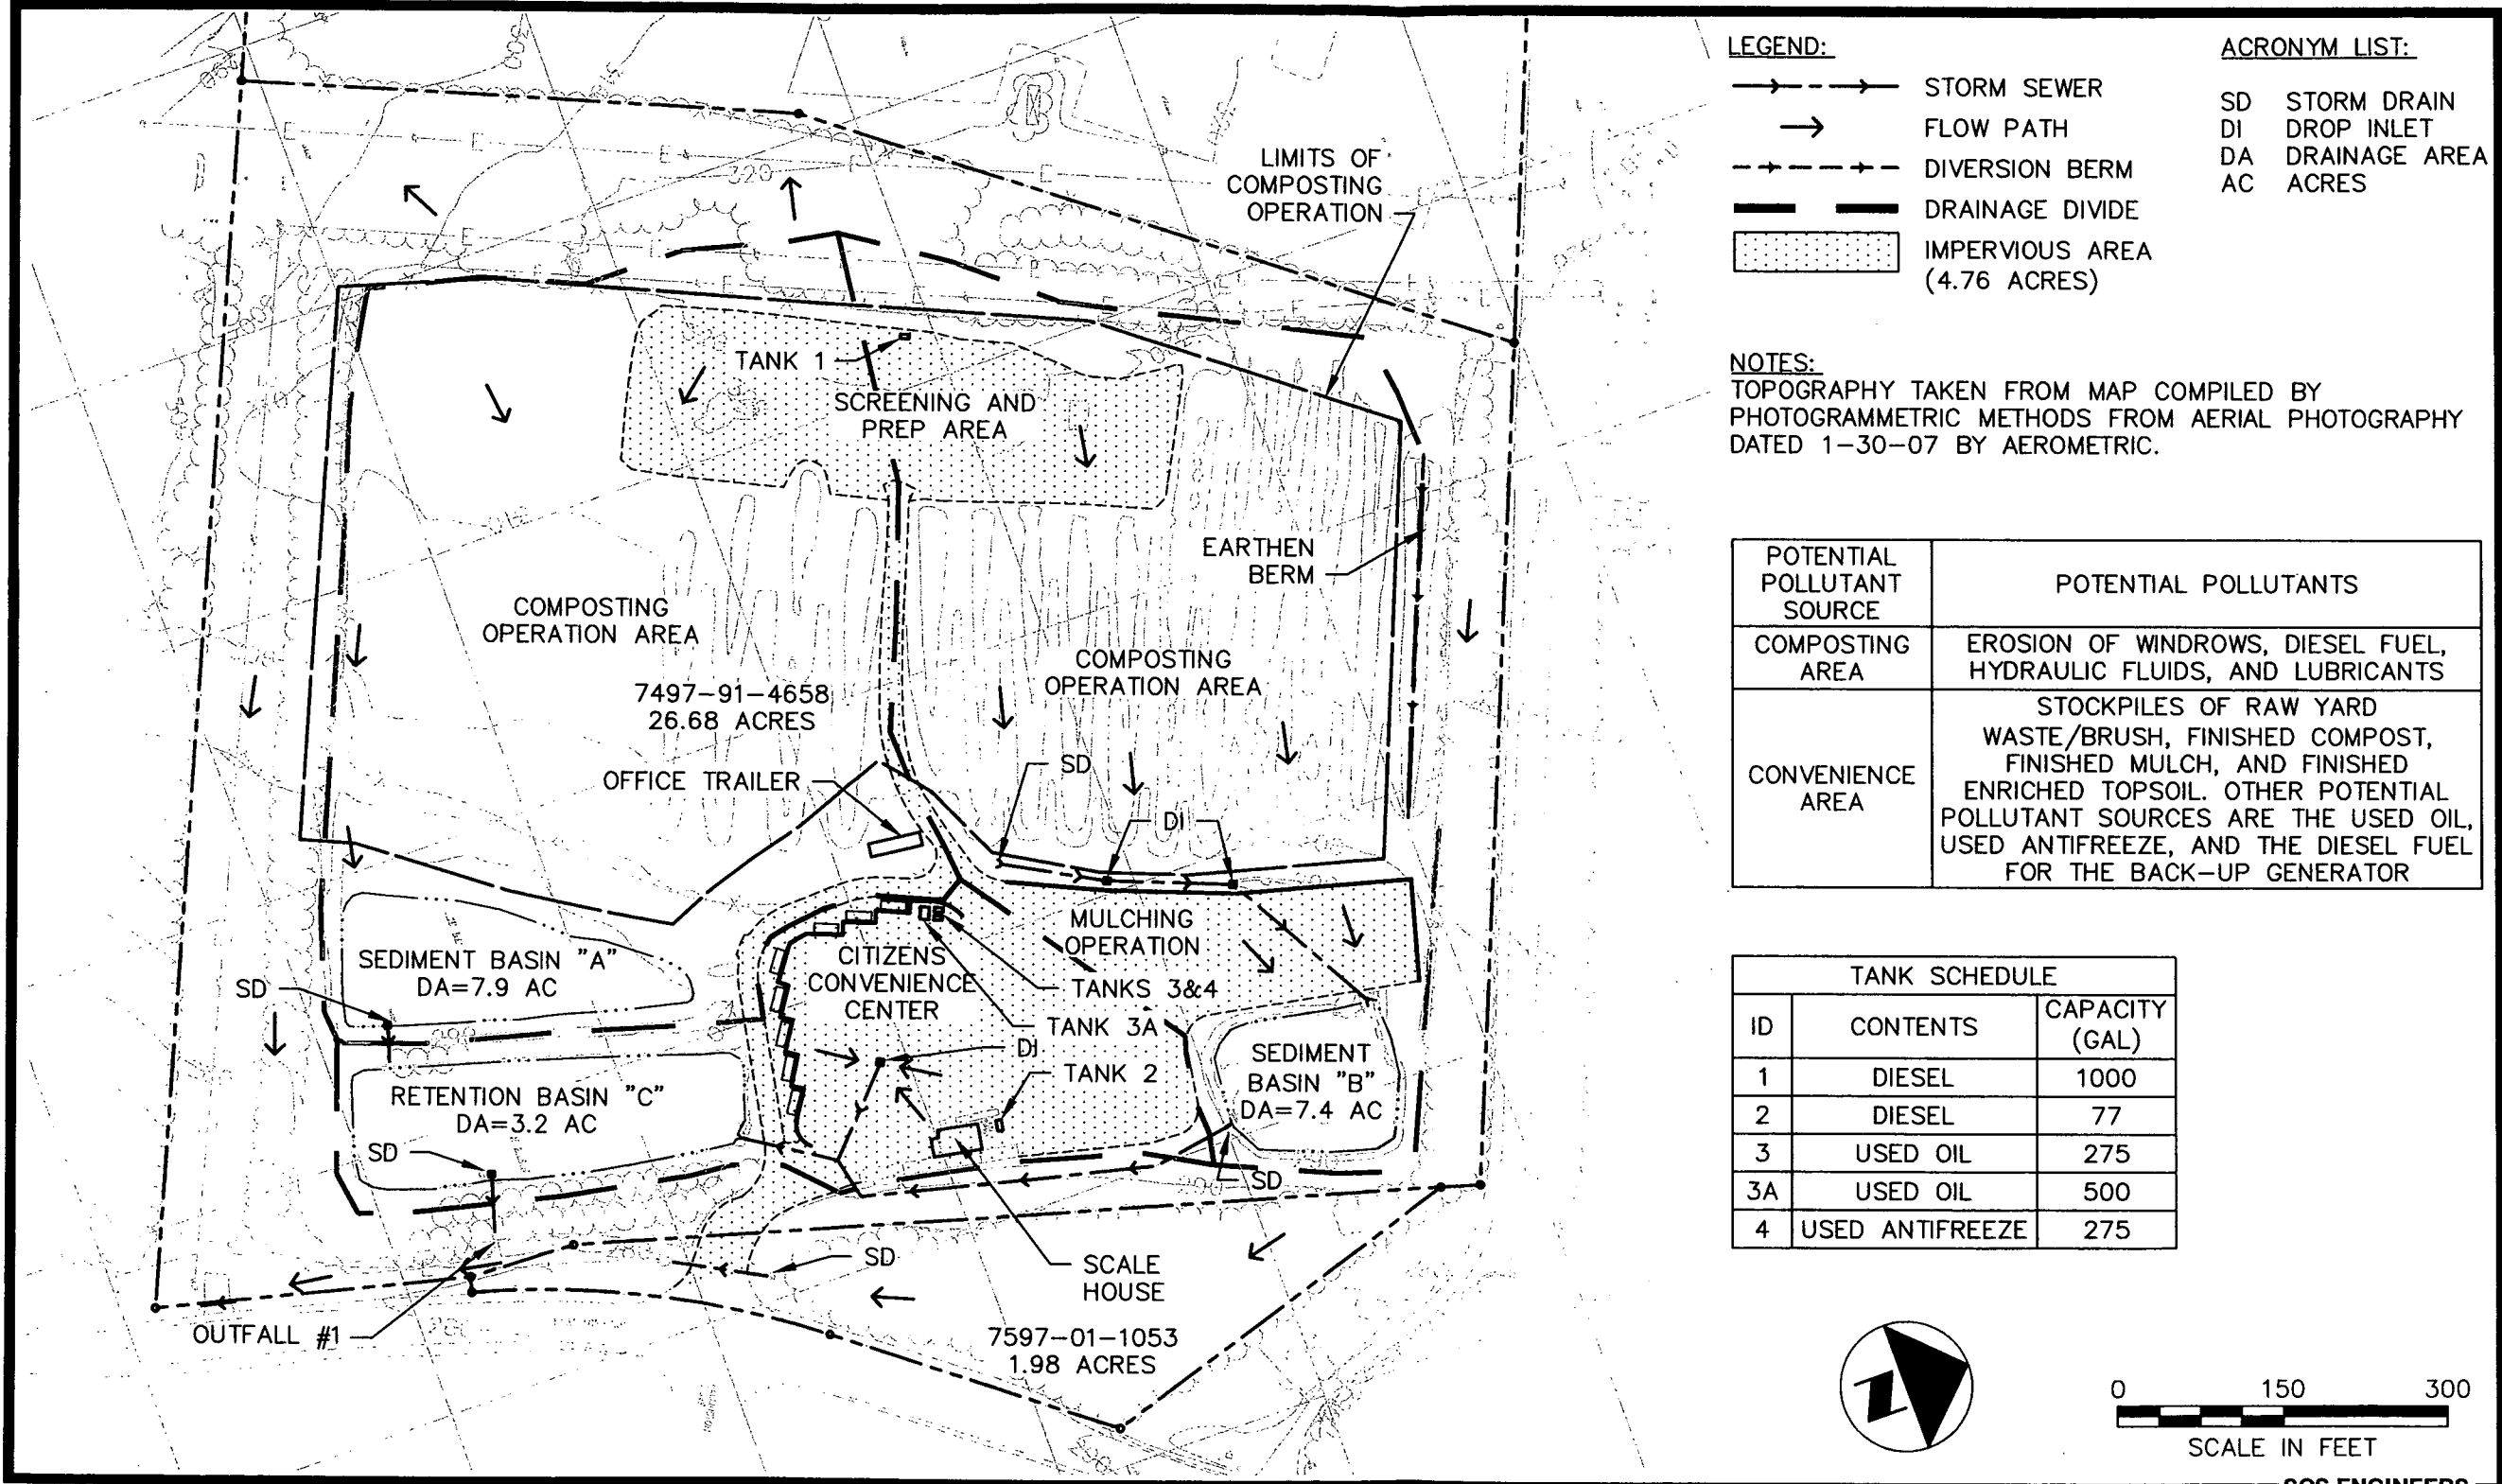 LEGEND:
STORM SEWER
FLOW PATH
DIVERSION BERM
DRAINAGE DIVIDE
IMPERVIOUS AREA
(4.76 ACRES)
ACRONYM LIST:
SD STORM DRAIN
DI DROP INLET
DA DRAINAGE AREA
AC ACRES
NOTES:
TOPOGRAPHY TAKEN FROM MAP COMPILED BY
PHOTOGRAMMETRIC METHODS FROM AERIAL PHOTOGRAPHY
DATED 1-30-07 BY AEROMETRIC.
POTENTIAL
POLLUTANT
SOURCE
POTENTIAL POLLUTANTS
COMPOSTING
AREA
EROSION OF WINDROWS, DIESEL FUEL,
HYDRAULIC FLUIDS, AND LUBRICANTS
CONVENIENCE
AREA
STOCKPILES OF RAW YARD
WASTE/BRUSH, FINISHED COMPOST,
FINISHED MULCH, AND FINISHED
ENRICHED TOPSOIL. OTHER POTENTIAL
POLLUTANT SOURCES ARE THE USED OIL,
USED ANTIFREEZE, AND THE DIESEL FUEL
FOR THE BACK-UP GENERATOR
TANK SCHEDULE
ID CONTENTS CAPACITY (GAL)
1 DIESEL 1000
2 DIESEL 77
3 USED OIL 275
3A USED OIL 500
4 USED ANTIFREEZE 275
0 150 300
SCALE IN FEET
SCS ENGINEERS
LIMITS OF
COMPOSTING
OPERATION
320
TANK 1
SCREENING AND
PREP AREA
EARTHEN
BERM
COMPOSTING
OPERATION AREA
COMPOSTING
OPERATION AREA
7497-91-4658
26.68 ACRES
SD
OFFICE TRAILER
DI
MULCHING
OPERATION
SEDIMENT BASIN "A"
DA=7.9 AC
CITIZENS
CONVENIENCE
CENTER
SD
TANKS 3&4
TANK 3A
DI
SEDIMENT
BASIN "B"
DA=7.4 AC
TANK 2
RETENTION BASIN "C"
DA=3.2 AC
SD
SD
SD
SCALE
HOUSE
OUTFALL #1
7597-01-1053
1.98 ACRES